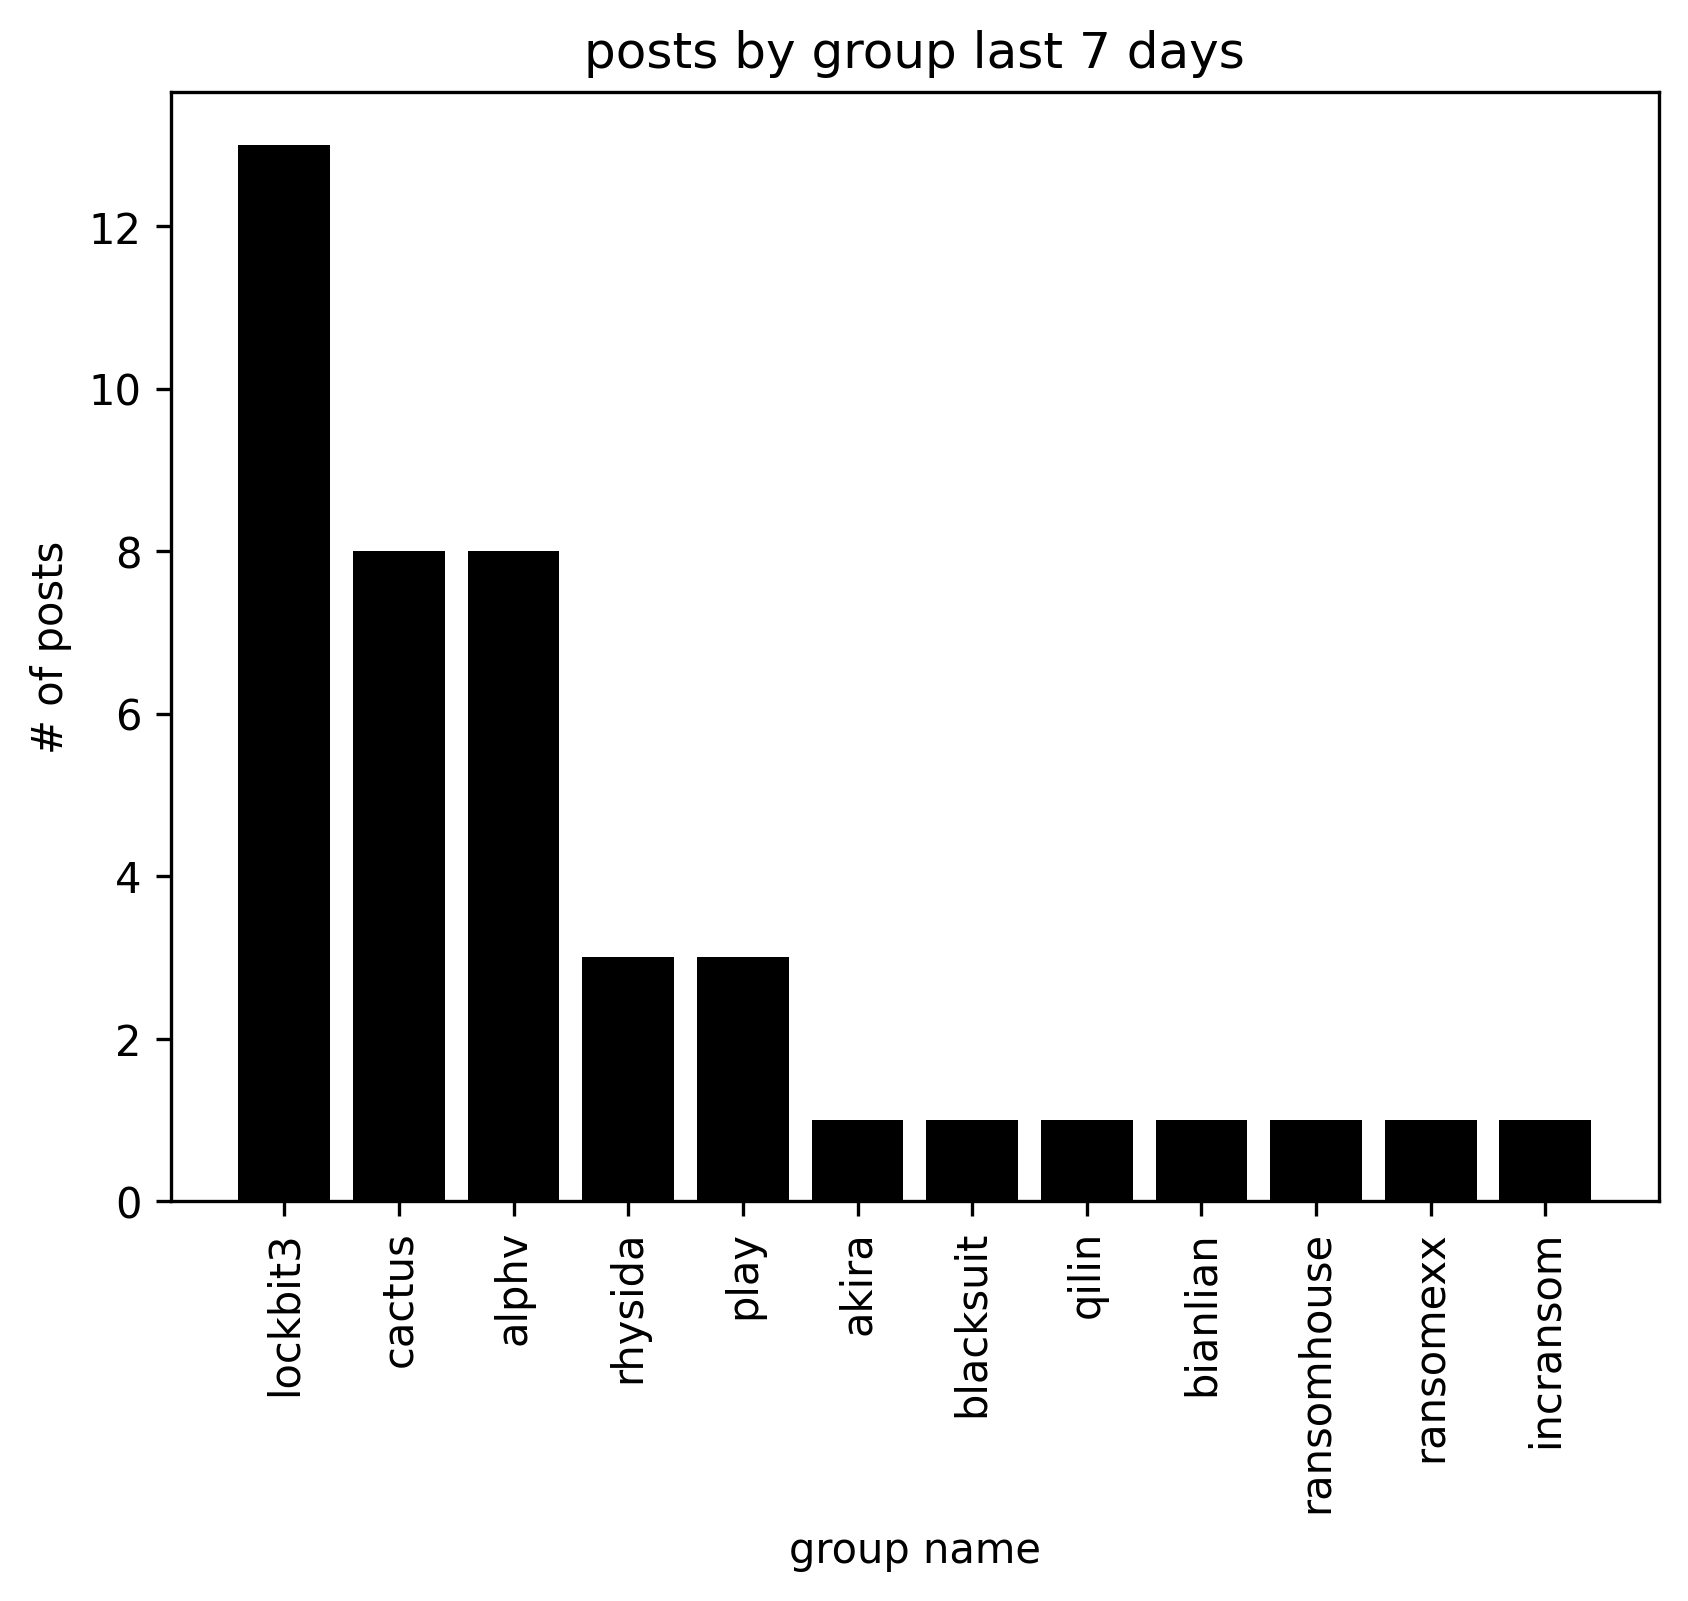 posts by group last 7 days
# of posts
12
10
8
6
4
2
0
lockbit3
cactus
alphv
rhysida
play
akira
blacksuit
qilin
bianlian
ransomhouse
ransomexx
incransom
group name